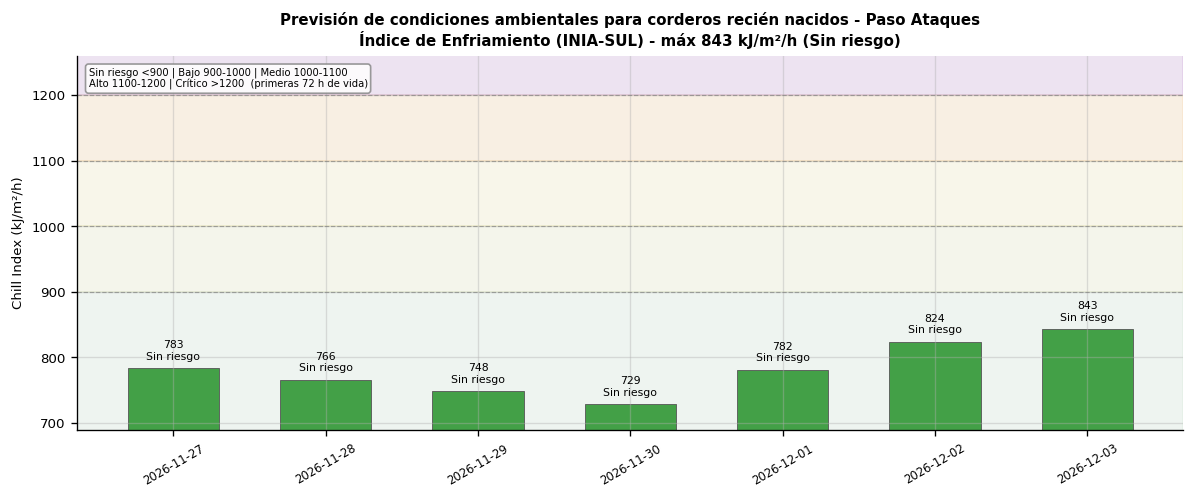 Previsión de condiciones ambientales para corderos recién nacidos - Paso Ataques
Índice de Enfriamiento (INIA-SUL) - máx 843 kJ/m²/h (Sin riesgo)
Sin riesgo <900 | Bajo 900-1000 | Medio 1000-1100
Alto 1100-1200 | Crítico >1200  (primeras 72 h de vida)
Chill Index (kJ/m²/h)
1200
1100
1000
900
800
700
783
Sin riesgo
766
Sin riesgo
748
Sin riesgo
729
Sin riesgo
782
Sin riesgo
824
Sin riesgo
843
Sin riesgo
2026-11-27
2026-11-28
2026-11-29
2026-11-30
2026-12-01
2026-12-02
2026-12-03